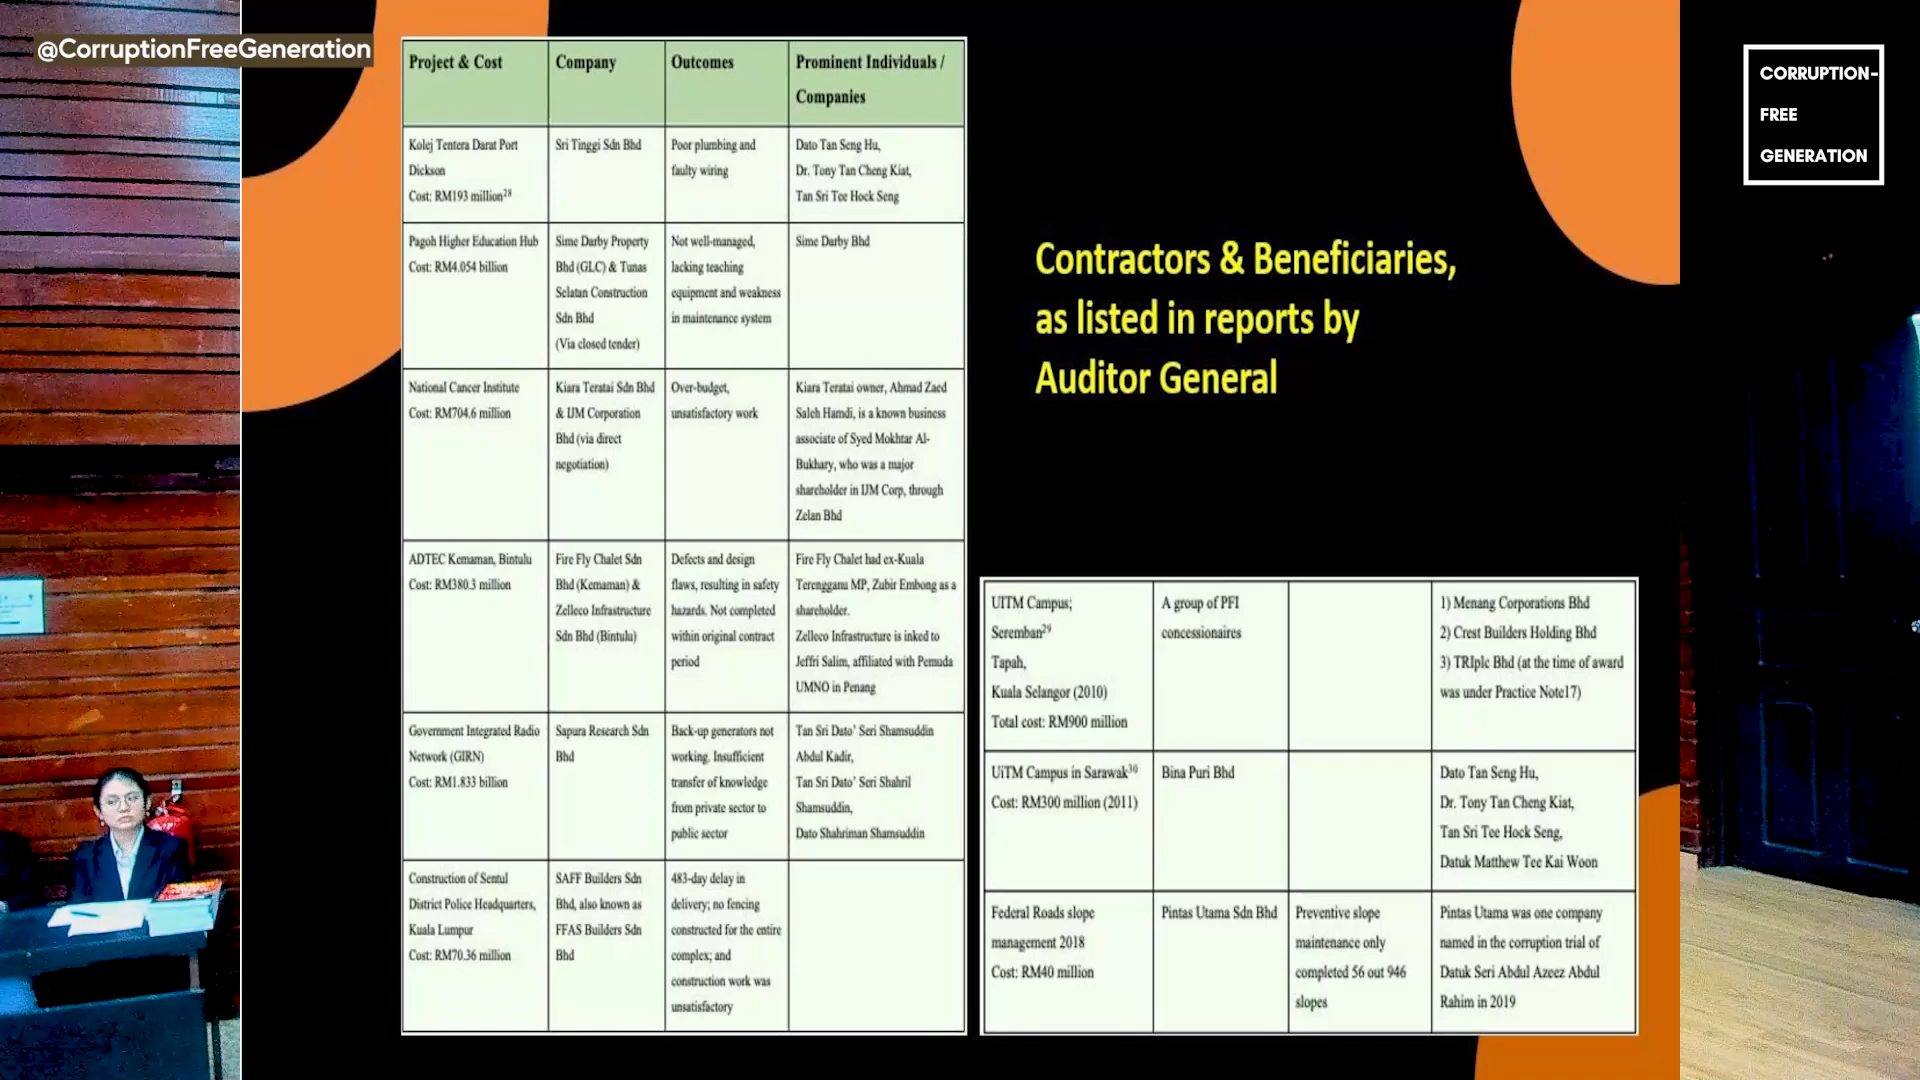 @CorruptionFreeGeneration
CORRUPTION-
FREE
GENERATION
Project & Cost
Company
Outcomes
Prominent Individuals /
Companies
Kolej Tentera Darat Port
Dickson
Cost: RM193 million28
Sri Tinggi Sdn Bhd
Poor plumbing and
faulty wiring
Dato Tan Seng Hu,
Dr. Tony Tan Cheng Kiat,
Tan Sri Tee Hock Seng
Pagoh Higher Education Hub
Cost: RM4.054 billion
Sime Darby Property
Bhd (GLC) & Tunas
Selatan Construction
Sdn Bhd
(Via closed tender)
Not well-managed,
lacking teaching
equipment and weakness
in maintenance system
Sime Darby Bhd
National Cancer Institute
Cost: RM704.6 million
Kiara Teratai Sdn Bhd
& IJM Corporation
Bhd (via direct
negotiation)
Over-budget,
unsatisfactory work
Kiara Teratai owner, Ahmad Zaed
Saleh Hamdi, is a known business
associate of Syed Mokhtar Al-
Bukhary, who was a major
shareholder in IJM Corp, through
Zelan Bhd
ADTEC Kemaman, Bintulu
Cost: RM380.3 million
Fire Fly Chalet Sdn
Bhd (Kemaman) &
Zelleco Infrastructure
Sdn Bhd (Bintulu)
Defects and design
flaws, resulting in safety
hazards. Not completed
within original contract
period
Fire Fly Chalet had ex-Kuala
Terengganu MP, Zubir Embong as a
shareholder.
Zelleco Infrastructure is inked to
Jeffri Salim, affiliated with Pemuda
UMNO in Penang
Government Integrated Radio
Network (GIRN)
Cost: RM1.833 billion
Sapura Research Sdn
Bhd
Back-up generators not
working. Insufficient
transfer of knowledge
from private sector to
public sector
Tan Sri Dato' Seri Shamsuddin
Abdul Kadir,
Tan Sri Dato' Seri Shahril
Shamsuddin,
Dato Shahriman Shamsuddin
Construction of Sentul
District Police Headquarters,
Kuala Lumpur
Cost: RM70.36 million
SAFF Builders Sdn
Bhd, also known as
FFAS Builders Sdn
Bhd
483-day delay in
delivery; no fencing
constructed for the entire
complex; and
construction work was
unsatisfactory
Contractors & Beneficiaries,
as listed in reports by
Auditor General
UITM Campus;
Seremban29
Tapah,
Kuala Selangor (2010)
Total cost: RM900 million
A group of PFI
concessionaires
1) Menang Corporations Bhd
2) Crest Builders Holding Bhd
3) TRIplc Bhd (at the time of award
was under Practice Note17)
UiTM Campus in Sarawak30
Cost: RM300 million (2011)
Bina Puri Bhd
Dato Tan Seng Hu,
Dr. Tony Tan Cheng Kiat,
Tan Sri Tee Hock Seng,
Datuk Matthew Tee Kai Woon
Federal Roads slope
management 2018
Cost: RM40 million
Pintas Utama Sdn Bhd
Preventive slope
maintenance only
completed 56 out 946
slopes
Pintas Utama was one company
named in the corruption trial of
Datuk Seri Abdul Azeez Abdul
Rahim in 2019